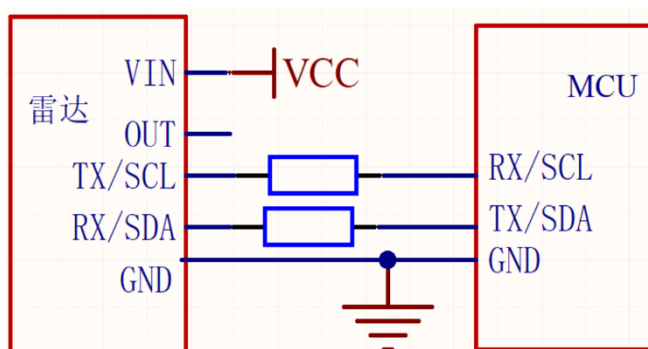 VIN
VCC
MCU
雷达
OUT
TX/SCL
RX/SCL
RX/SDA
TX/SDA
GND
GND